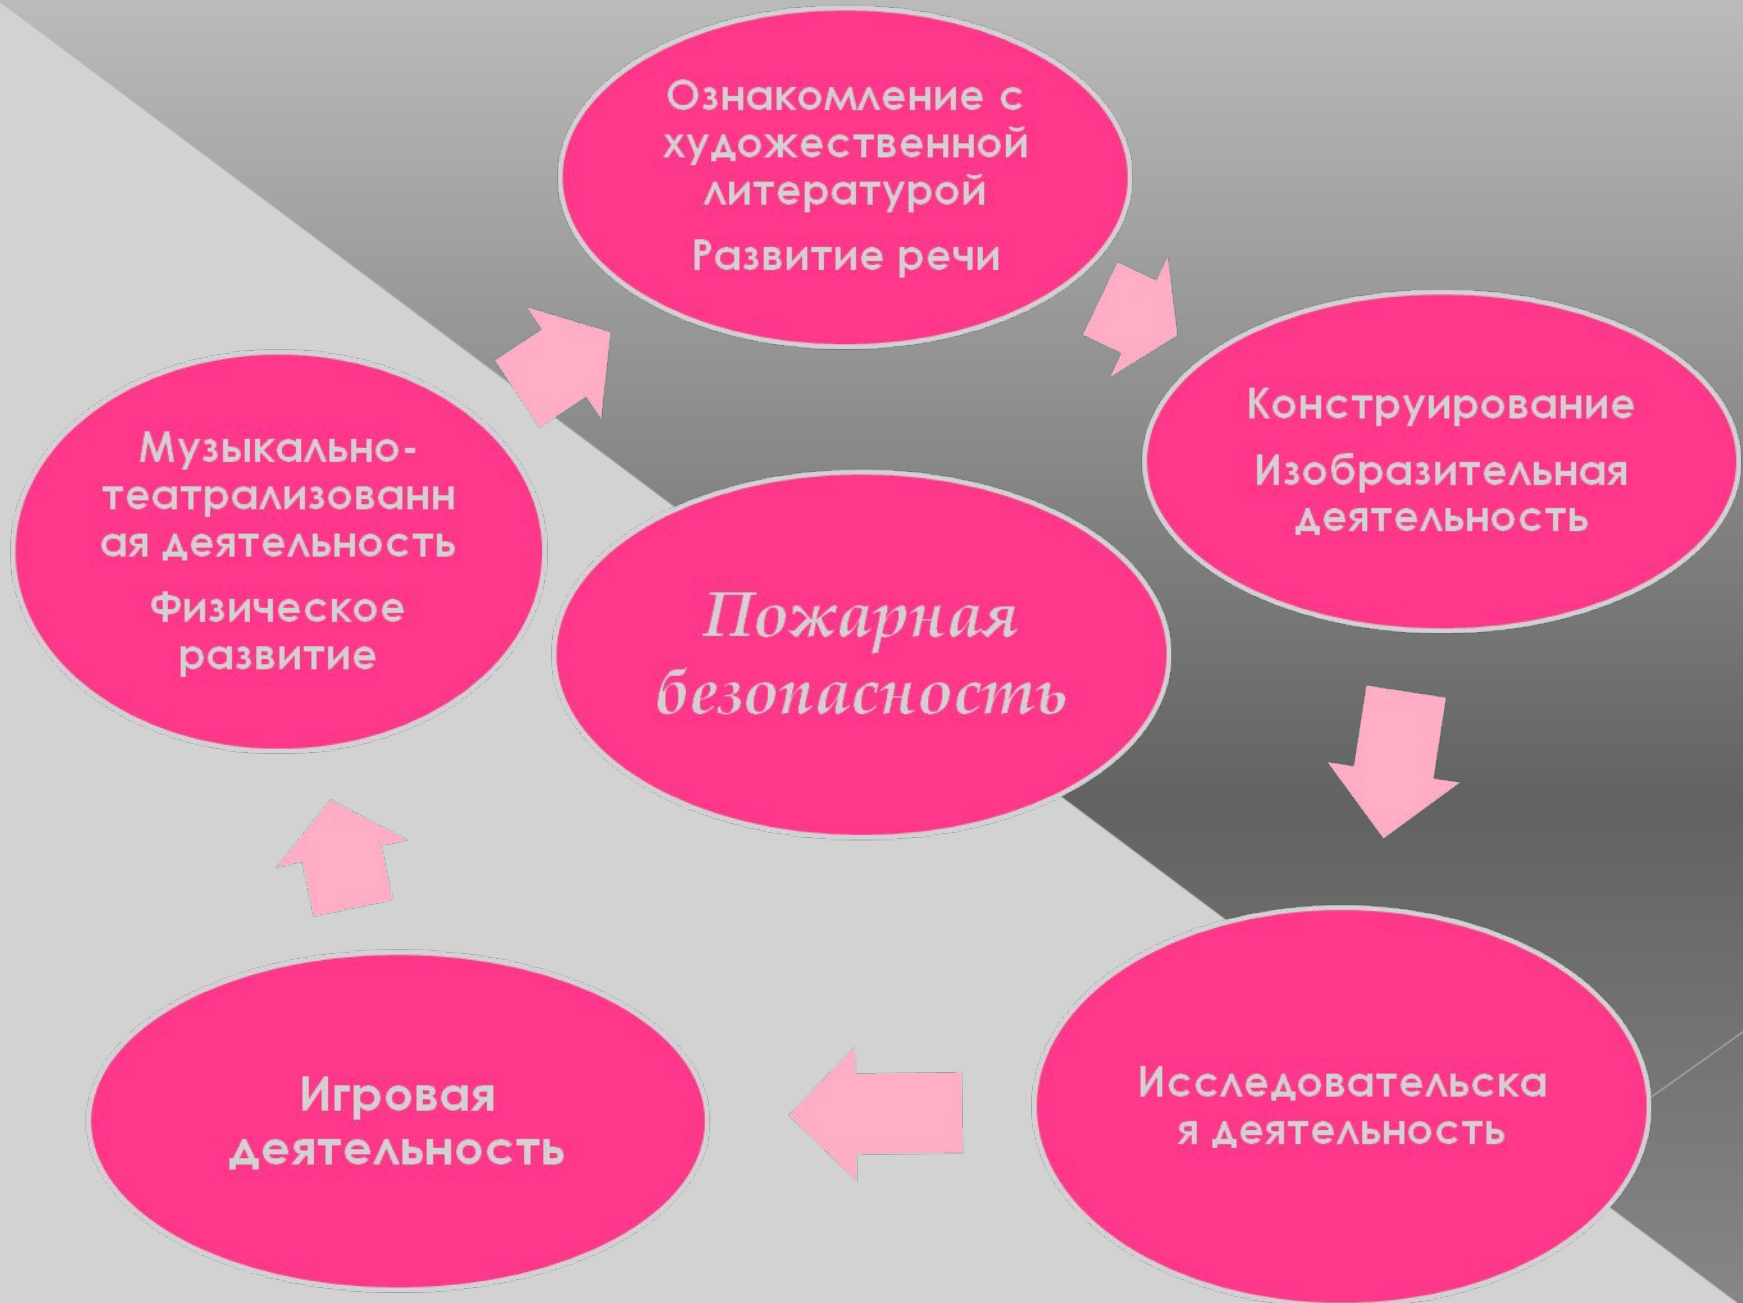 Ознакомление с
художественной
литературой
Развитие речи
Конструирование
Изобразительная
деятельность
Музыкально-
театрализованн
ая деятельность
Физическое
развитие
Пожарная
безопасность
Исследовательска
я деятельность
Игровая
деятельность